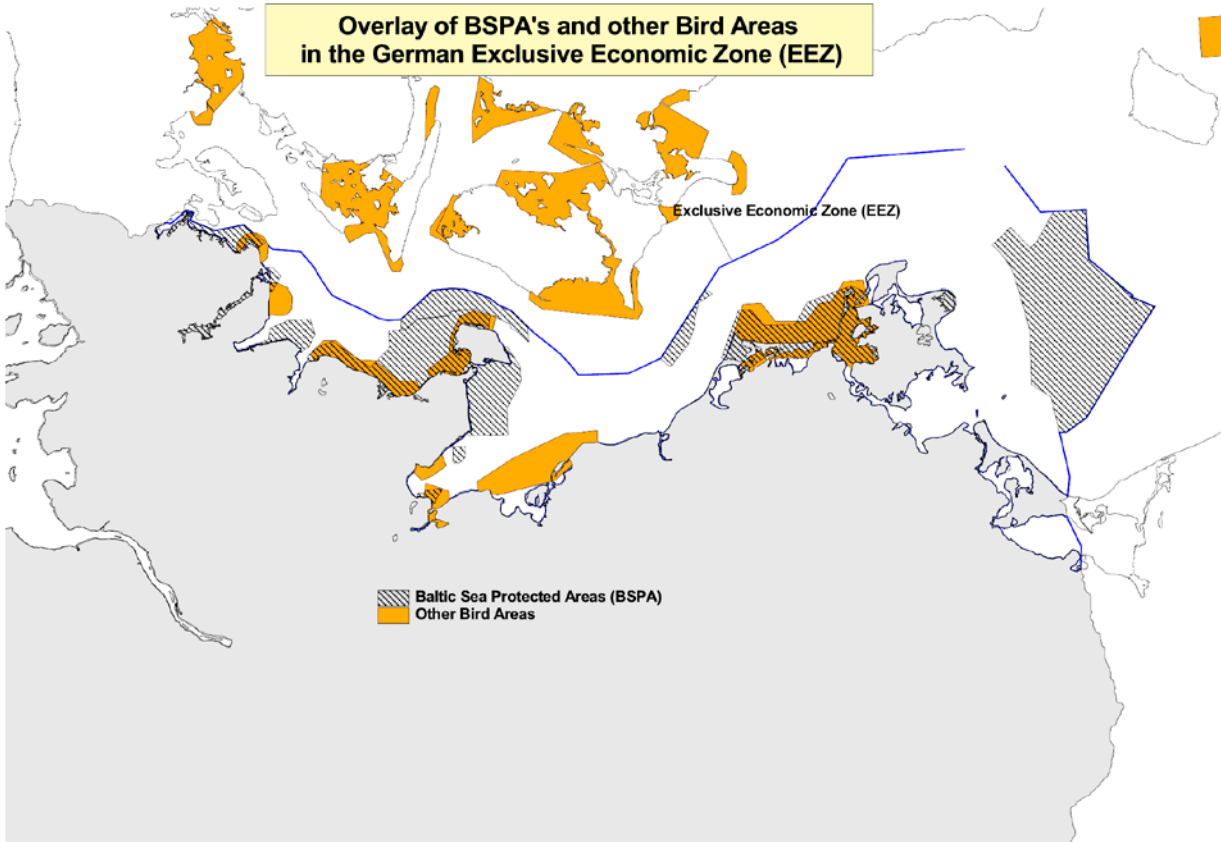 Overlay of BSPA's and other Bird Areas
in the German Exclusive Economic Zone (EEZ)
Exclusive Economic Zone (EEZ)
Baltic Sea Protected Areas (BSPA)
Other Bird Areas